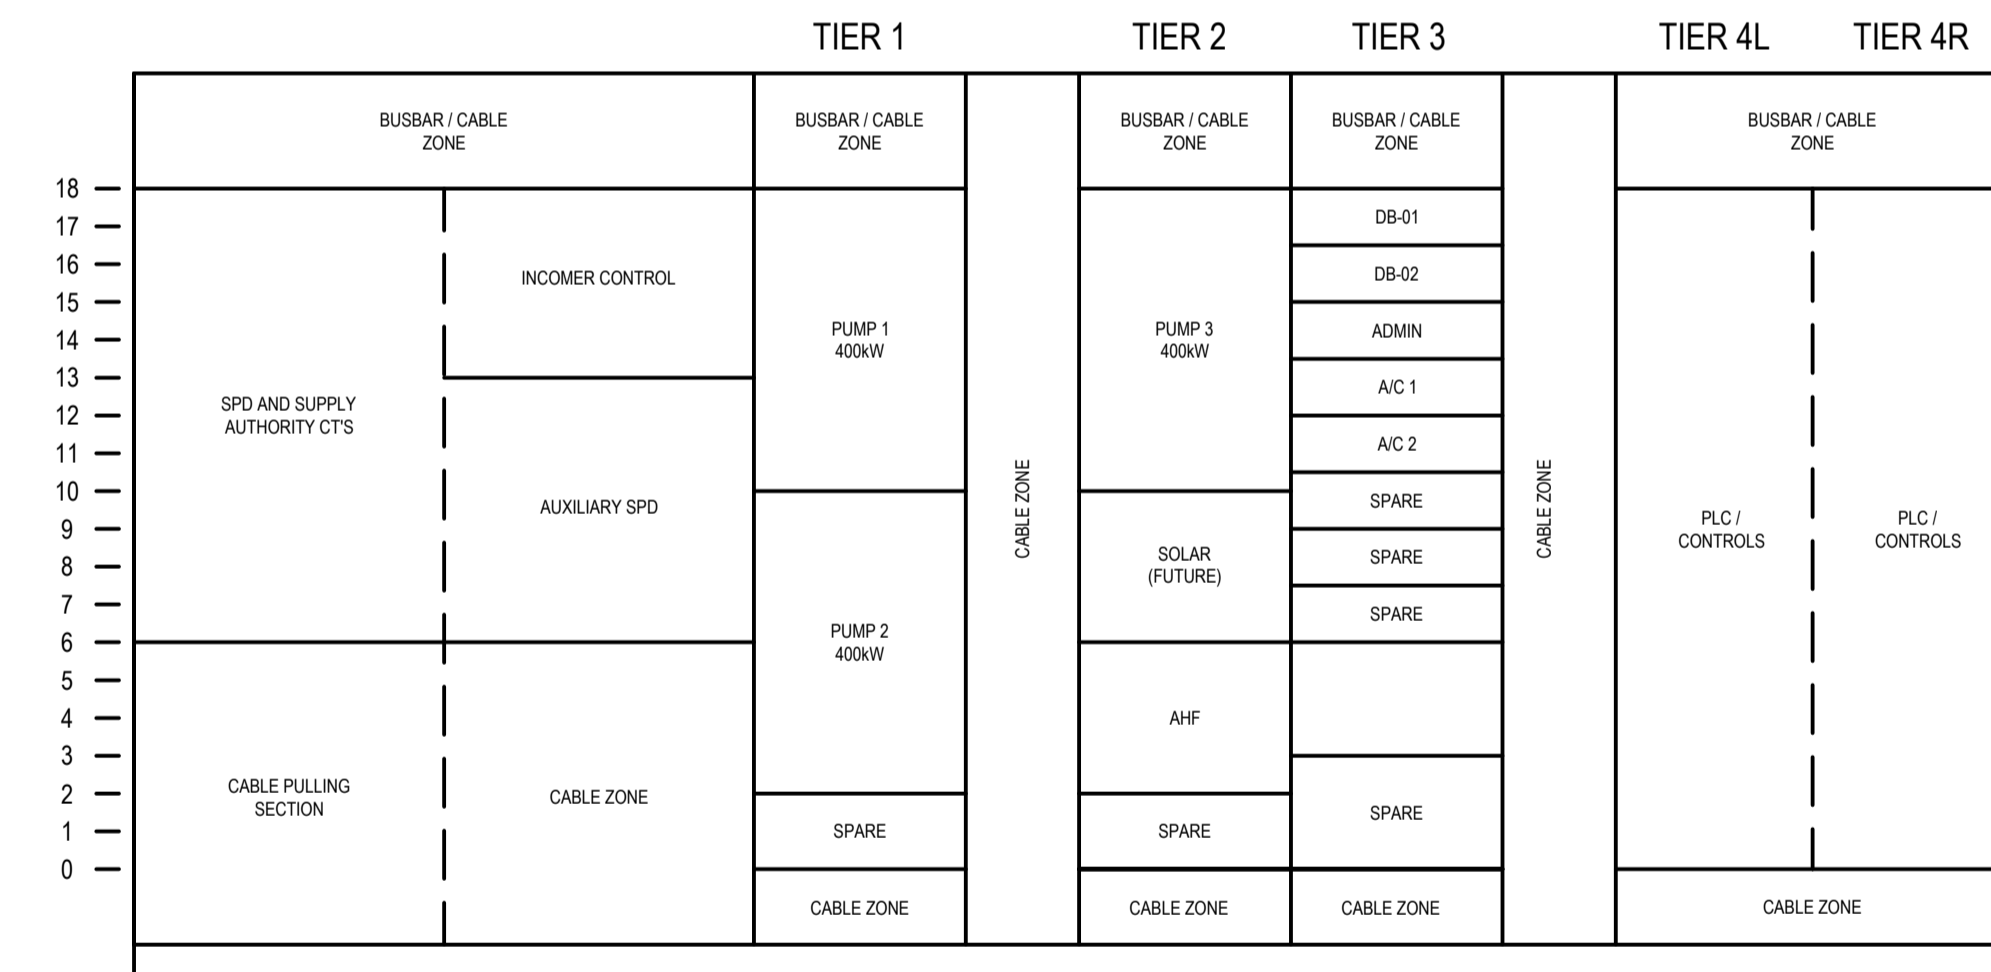 TIER 1
TIER 2
TIER 3
TIER 4L
TIER 4R
BUSBAR / CABLE
ZONE
BUSBAR / CABLE
ZONE
BUSBAR / CABLE
ZONE
BUSBAR / CABLE
ZONE
BUSBAR / CABLE
ZONE
18
17
16
15
14
13
12
11
10
9
8
7
6
5
4
3
2
1
0
SPD AND SUPPLY
AUTHORITY CT'S
CABLE PULLING
SECTION
INCOMER CONTROL
AUXILIARY SPD
CABLE ZONE
PUMP 1
400kW
PUMP 2
400kW
SPARE
CABLE ZONE
CABLE ZONE
PUMP 3
400kW
SOLAR
(FUTURE)
AHF
SPARE
CABLE ZONE
DB-01
DB-02
ADMIN
A/C 1
A/C 2
SPARE
SPARE
SPARE
SPARE
CABLE ZONE
CABLE ZONE
PLC /
CONTROLS
PLC /
CONTROLS
CABLE ZONE